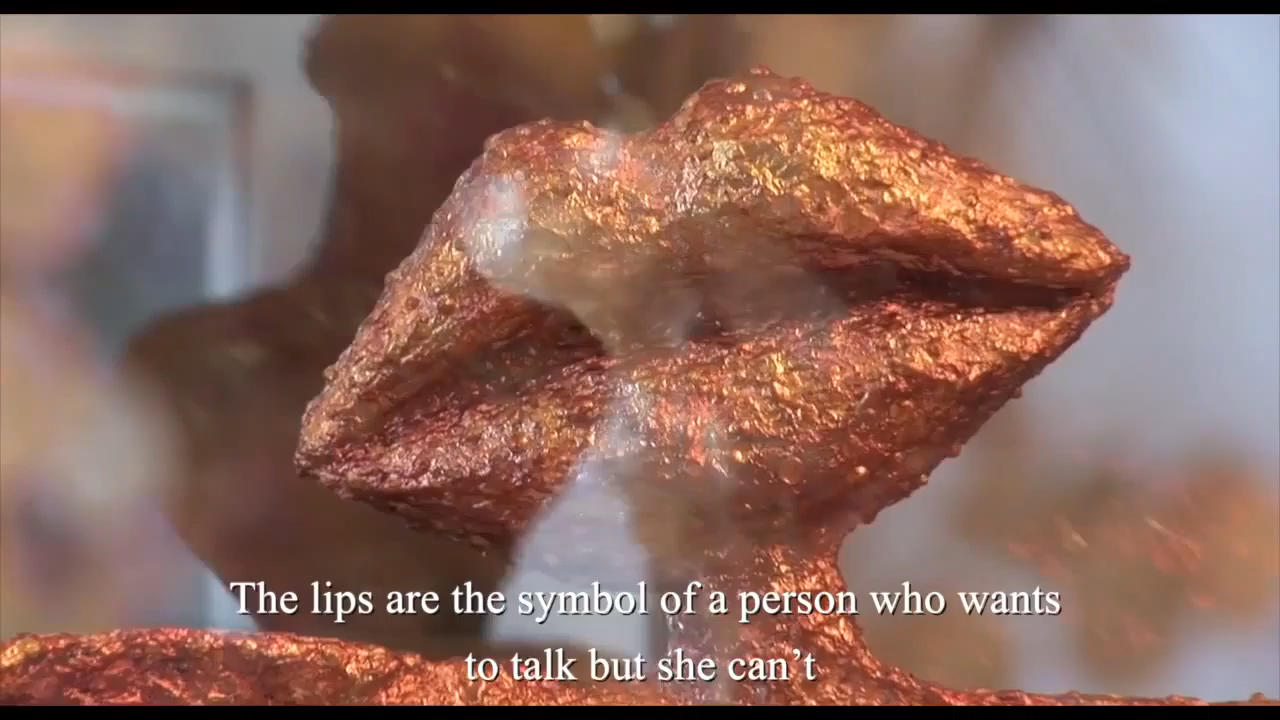 The lips are the symbol of a person who wants
to talk but she can’t